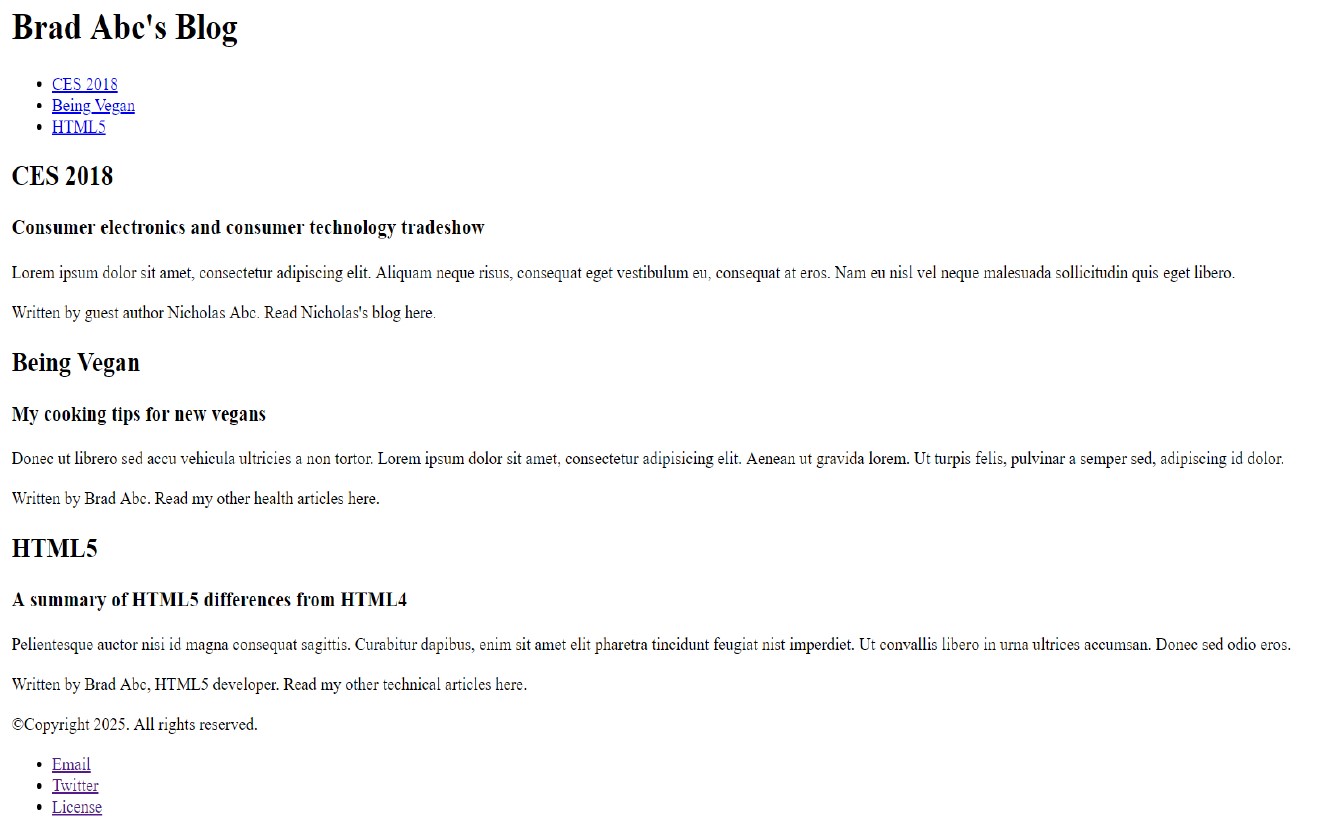 Brad Abc's Blog
CES 2018
Being Vegan
HTML5
CES 2018
Consumer electronics and consumer technology tradeshow
Lorem ipsum dolor sit amet, consectetur adipiscing elit. Aliquam neque risus, consequat eget vestibulum eu, consequat at eros. Nam eu nisl vel neque malesuada sollicitudin quis eget libero.
Written by guest author Nicholas Abc. Read Nicholas's blog here.
Being Vegan
My cooking tips for new vegans
Donec ut librero sed accu vehicula ultricies a non tortor. Lorem ipsum dolor sit amet, consectetur adipisicing elit. Aenean ut gravida lorem. Ut turpis felis, pulvinar a semper sed, adipiscing id dolor.
Written by Brad Abc. Read my other health articles here.
HTML5
A summary of HTML5 differences from HTML4
Pelientesque auctor nisi id magna consequat sagittis. Curabitur dapibus, enim sit amet elit pharetra tincidunt feugiat nist imperdiet. Ut convallis libero in urna ultrices accumsan. Donec sed odio eros.
Written by Brad Abc, HTML5 developer. Read my other technical articles here.
©Copyright 2025. All rights reserved.
Email
Twitter
License